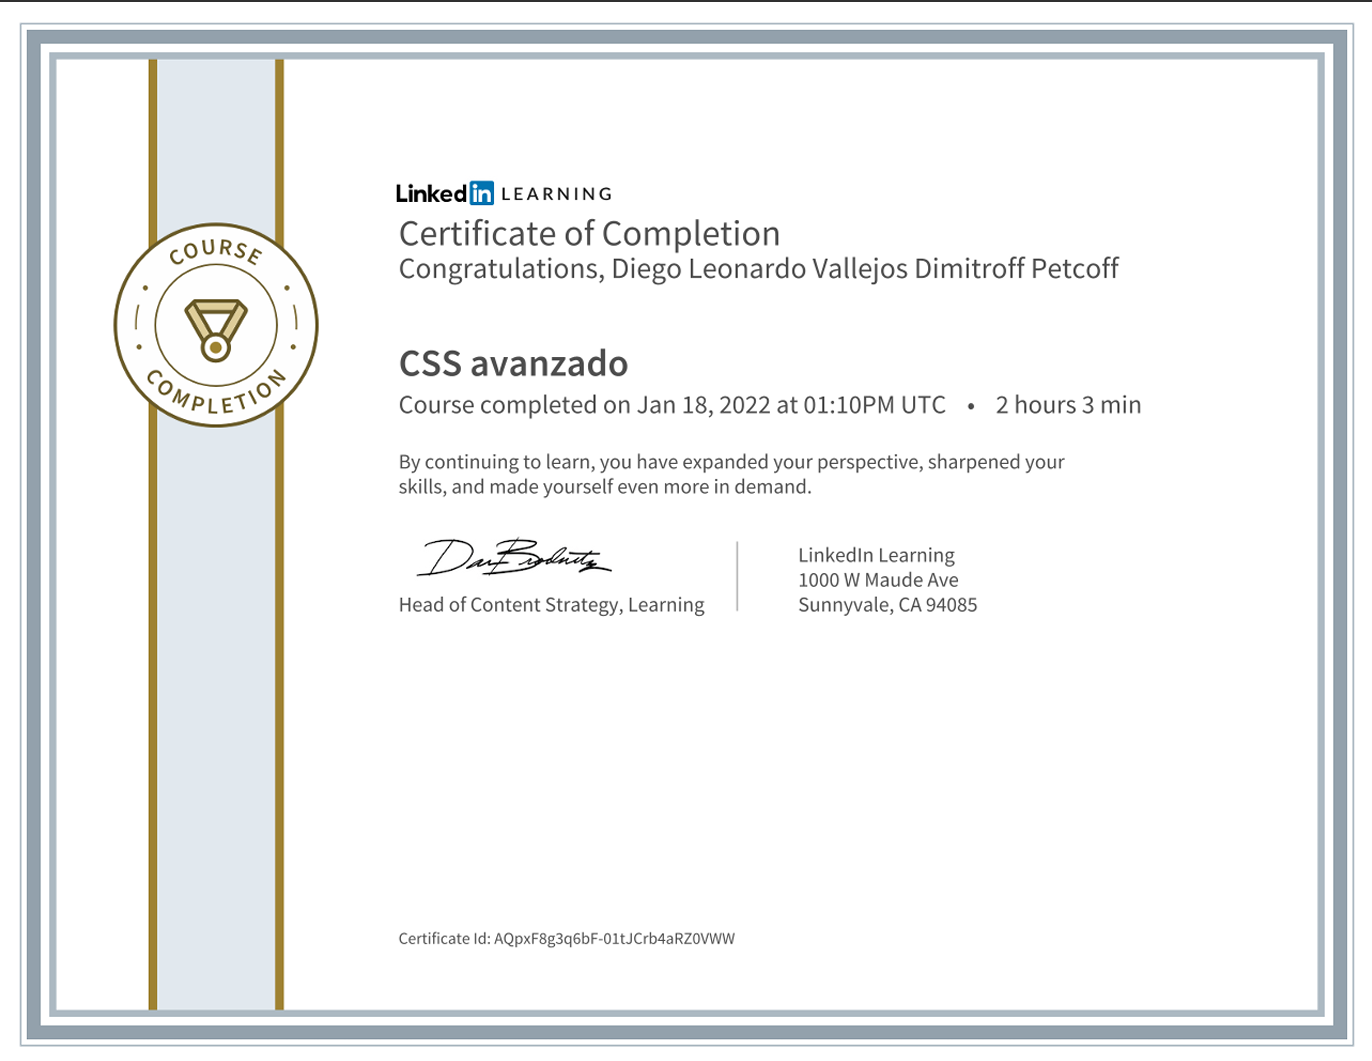 LinkedIn LEARNING
Certificate of Completion
Congratulations, Diego Leonardo Vallejos Dimitroff Petcoff
COURSE
COMPLETION
CSS avanzado
Course completed on Jan 18, 2022 at 01:10PM UTC • 2 hours 3 min
By continuing to learn, you have expanded your perspective, sharpened your
skills, and made yourself even more in demand.
Head of Content Strategy, Learning
LinkedIn Learning
1000 W Maude Ave
Sunnyvale, CA 94085
Certificate Id: AQpxF8g3q6bF-01tJCrb4aRZ0VWW